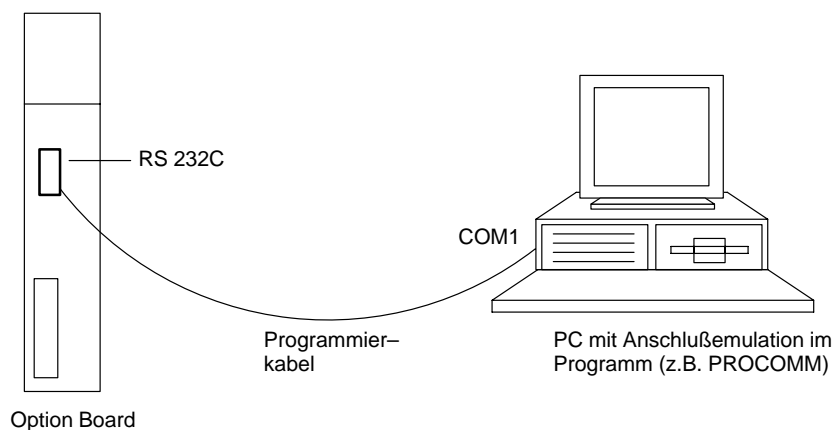 RS 232C
COM1
Programmier–
kabel
PC mit Anschlußemulation im
Programm (z.B. PROCOMM)
Option Board